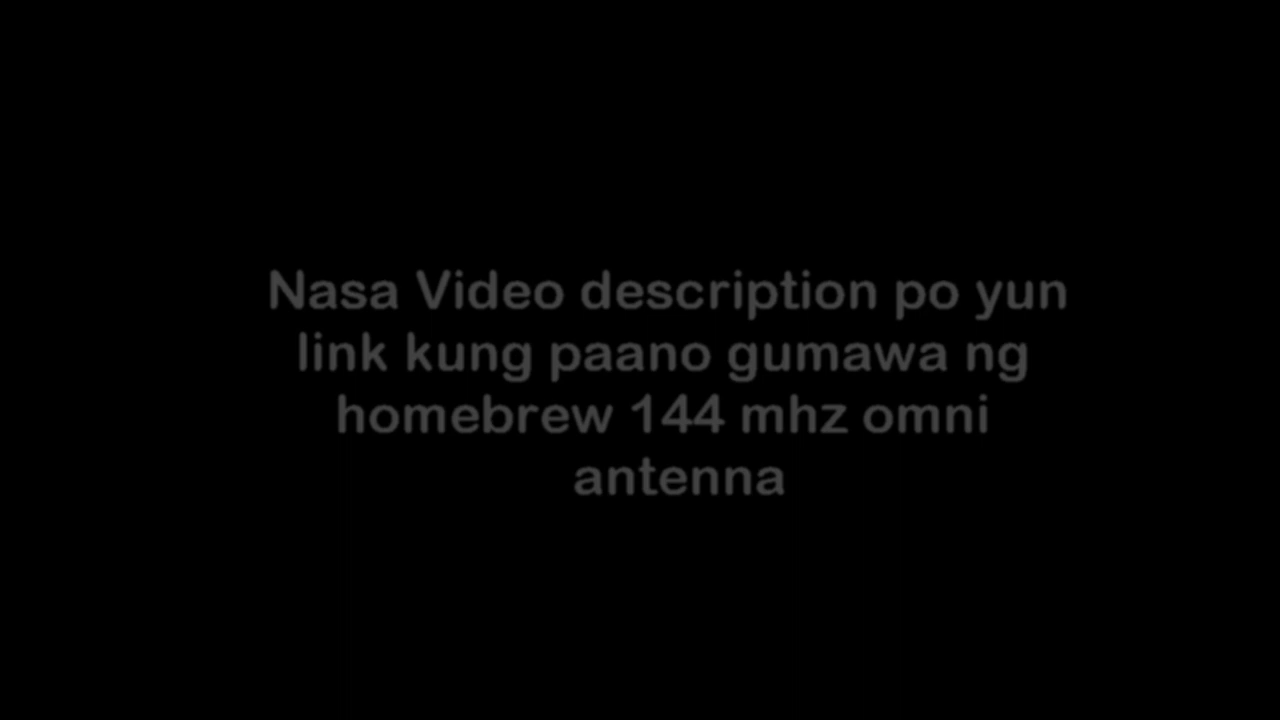 Nasa Video description po yun
link kung paano gumawa ng
homebrew 144 mhz omni
antenna